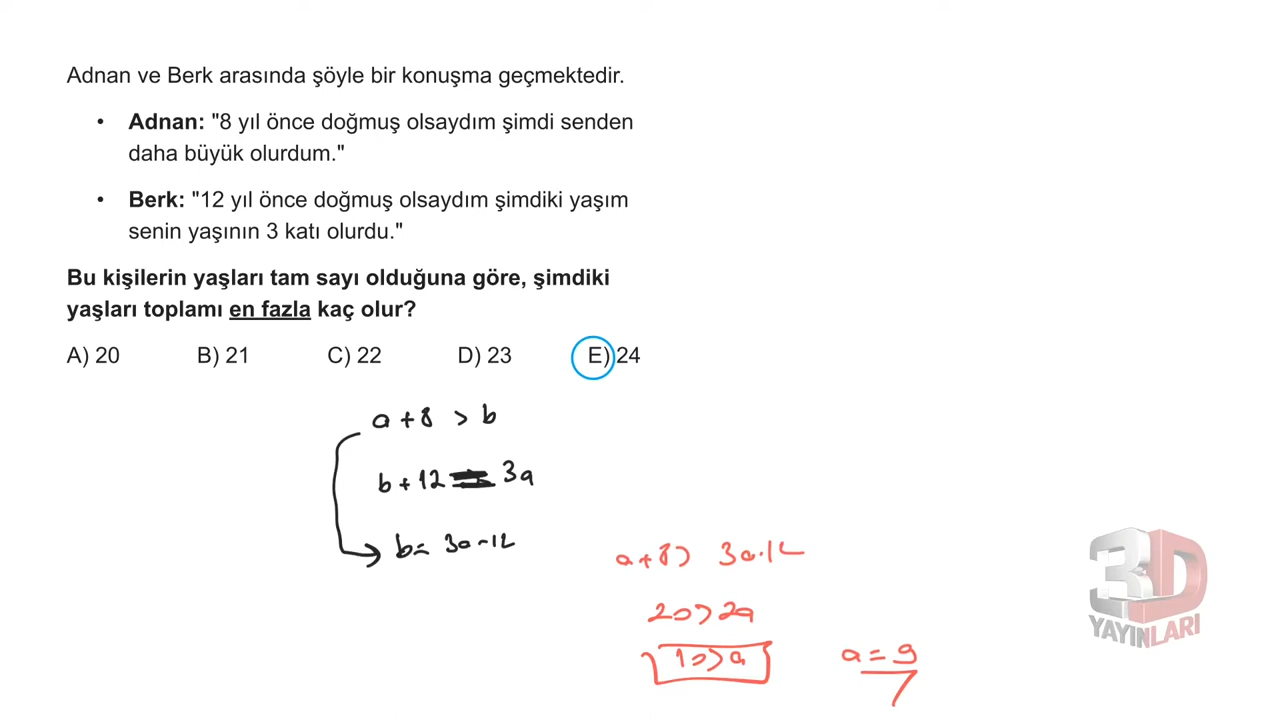 Adnan ve Berk arasında şöyle bir konuşma geçmektedir.
• Adnan: "8 yıl önce doğmuş olsaydım şimdi senden
daha büyük olurdum."
• Berk: "12 yıl önce doğmuş olsaydım şimdiki yaşım
senin yaşının 3 katı olurdu."
Bu kişilerin yaşları tam sayı olduğuna göre, şimdiki
yaşları toplamı en fazla kaç olur?
A) 20 B) 21 C) 22 D) 23 E) 24
a + 8 > b
b + 12 = 3a
b = 3a - 12
a + 8 > 3a - 12
20 > 2a
10 > a
a = 9
3D
YAYINLARI